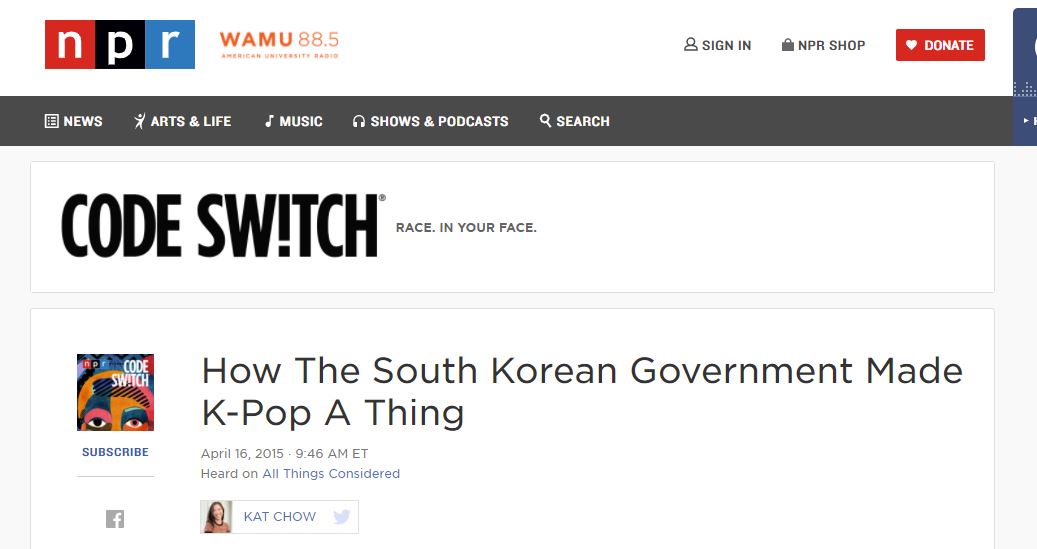 npr
WAMU 88.5
AMERICAN UNIVERSITY RADIO
SIGN IN
NPR SHOP
DONATE
NEWS
ARTS & LIFE
MUSIC
SHOWS & PODCASTS
SEARCH
CODE SW!TCH®
RACE. IN YOUR FACE.
npr
CODE
SW!TCH
SUBSCRIBE
How The South Korean Government Made
K-Pop A Thing
April 16, 2015 · 9:46 AM ET
Heard on All Things Considered
KAT CHOW